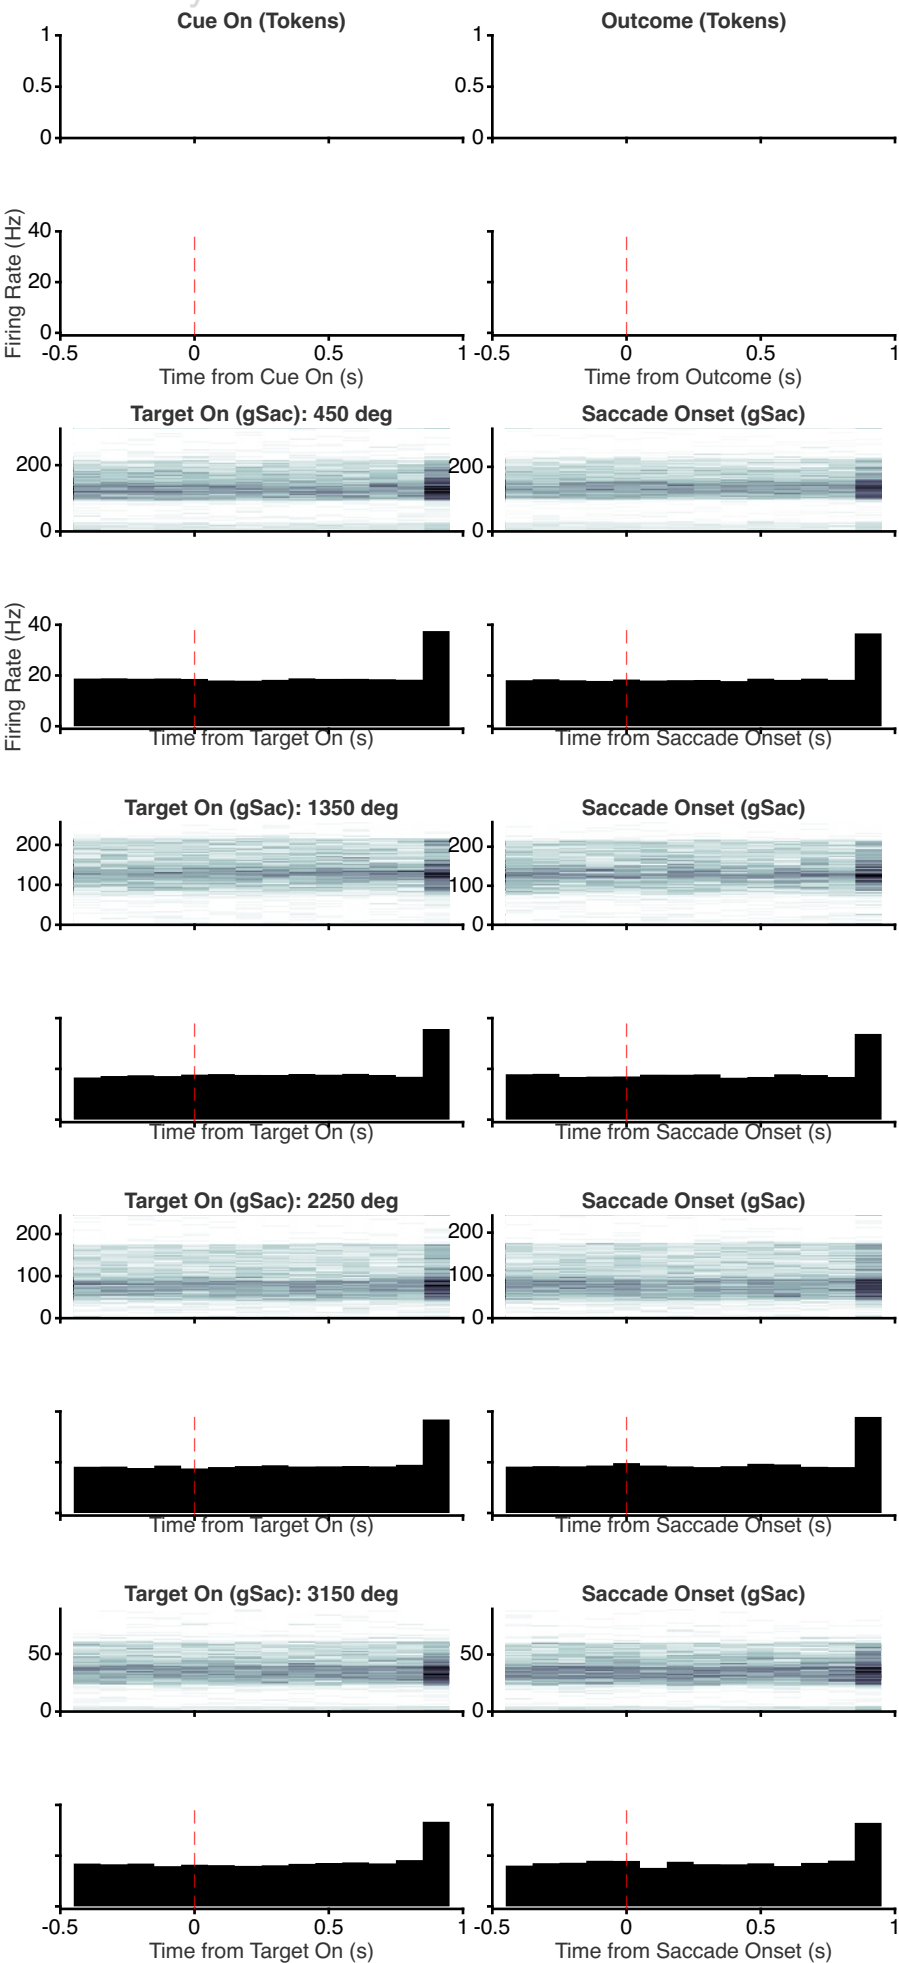 Cue On (Tokens) Outcome (Tokens)
1 1
0.5 0.5
0 0
Firing Rate (Hz)
40
20
0
-0.5 0 0.5 1 -0.5 0 0.5 1
Time from Cue On (s) Time from Outcome (s)
Target On (gSac): 450 deg Saccade Onset (gSac)
200 200
0 0
Firing Rate (Hz)
40
20
0
Time from Target On (s) Time from Saccade Onset (s)
Target On (gSac): 1350 deg Saccade Onset (gSac)
200 200
100 100
0 0
Time from Target On (s) Time from Saccade Onset (s)
Target On (gSac): 2250 deg Saccade Onset (gSac)
200 200
100 100
0 0
Time from Target On (s) Time from Saccade Onset (s)
Target On (gSac): 3150 deg Saccade Onset (gSac)
50 50
0 0
-0.5 0 0.5 1 -0.5 0 0.5 1
Time from Target On (s) Time from Saccade Onset (s)